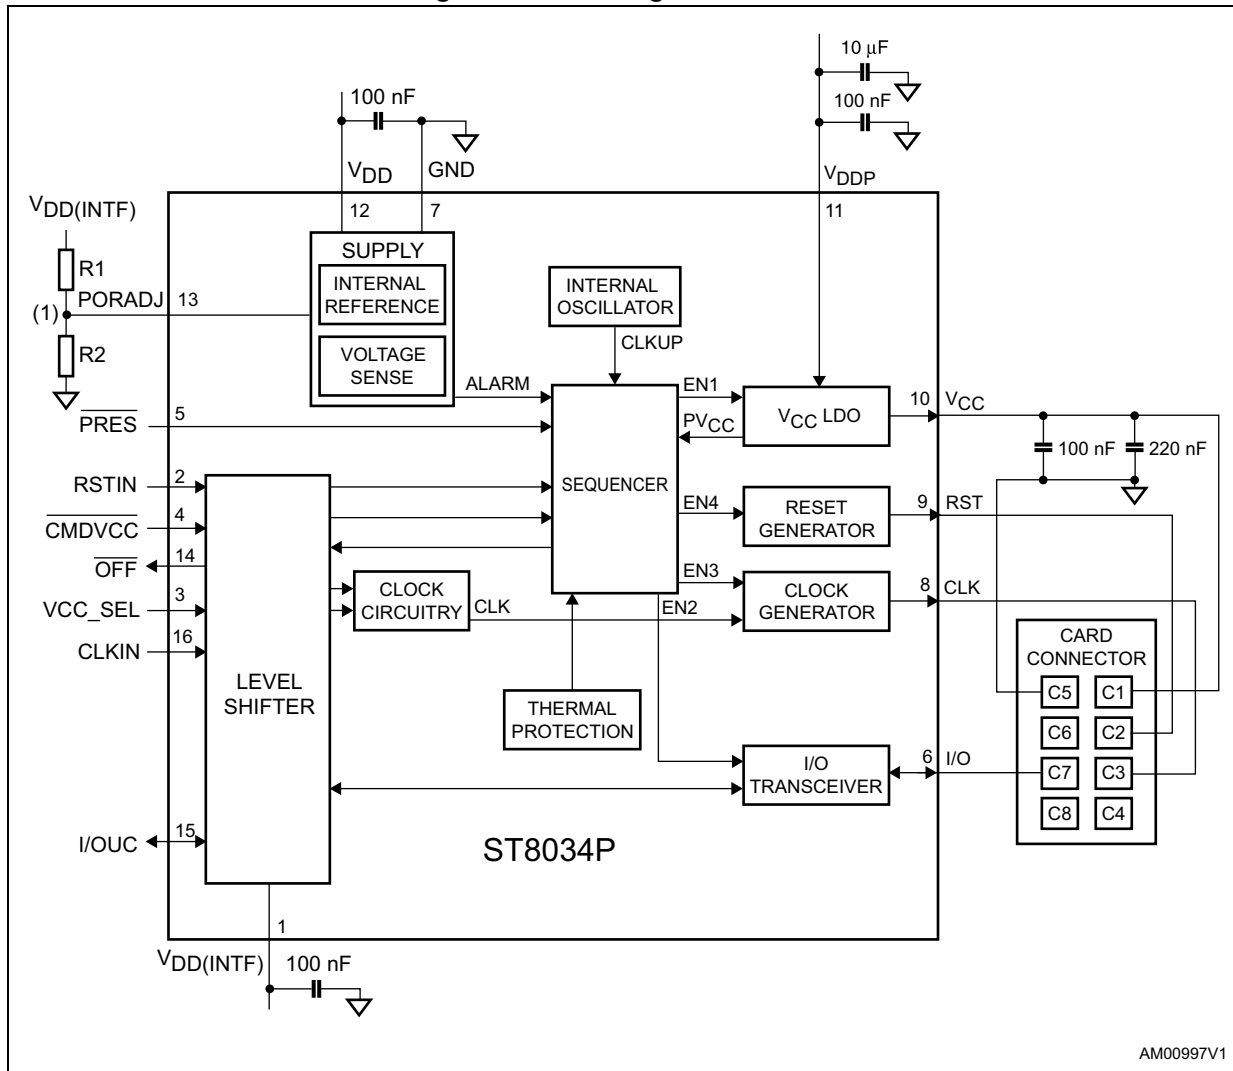 10 μF
100 nF
100 nF
VDD
GND
VDDP
VDD(INTF)
12
7
11
SUPPLY
INTERNAL
REFERENCE
VOLTAGE
SENSE
R1
PORADJ
13
(1)
R2
INTERNAL
OSCILLATOR
CLKUP
ALARM
PRES
5
EN1
PVCC
VCC LDO
10
VCC
100 nF
220 nF
RSTIN
2
CMDVCC
4
OFF
14
VCC_SEL
3
CLKIN
16
SEQUENCER
EN4
RESET
GENERATOR
9
RST
EN3
EN2
CLOCK
GENERATOR
8
CLK
CLOCK
CIRCUITRY
CLK
LEVEL
SHIFTER
THERMAL
PROTECTION
CARD
CONNECTOR
C5
C1
C6
C2
C7
C3
C8
C4
I/O
TRANSCEIVER
6
I/O
I/OUC
15
ST8034P
1
VDD(INTF)
100 nF
AM00997V1